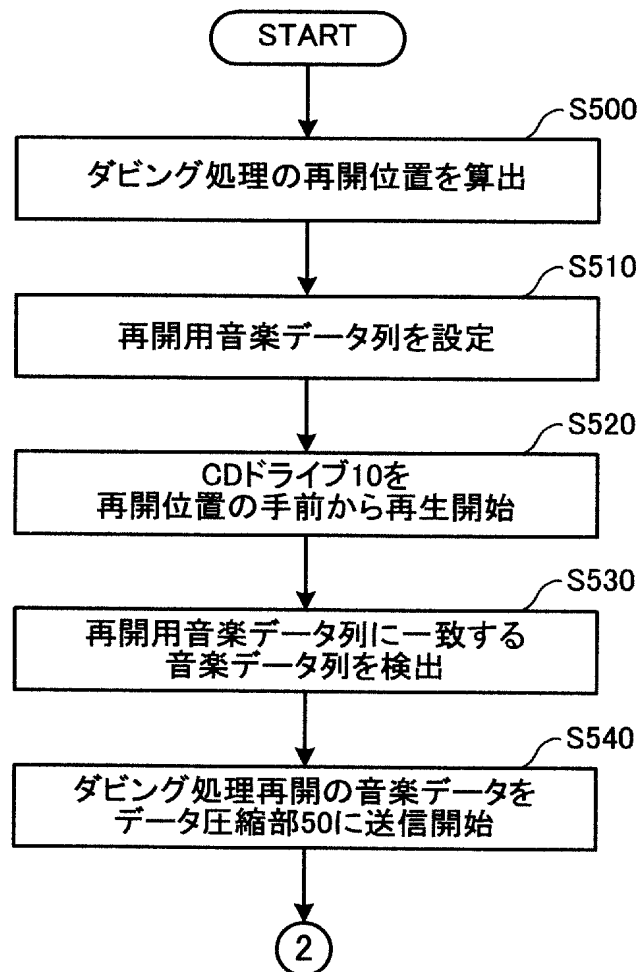 START
S500
ダビング処理の再開位置を算出
S510
再開用音楽データ列を設定
S520
CDドライブ10を
再開位置の手前から再生開始
S530
再開用音楽データ列に一致する
音楽データ列を検出
S540
ダビング処理再開の音楽データを
データ圧縮部50に送信開始
2